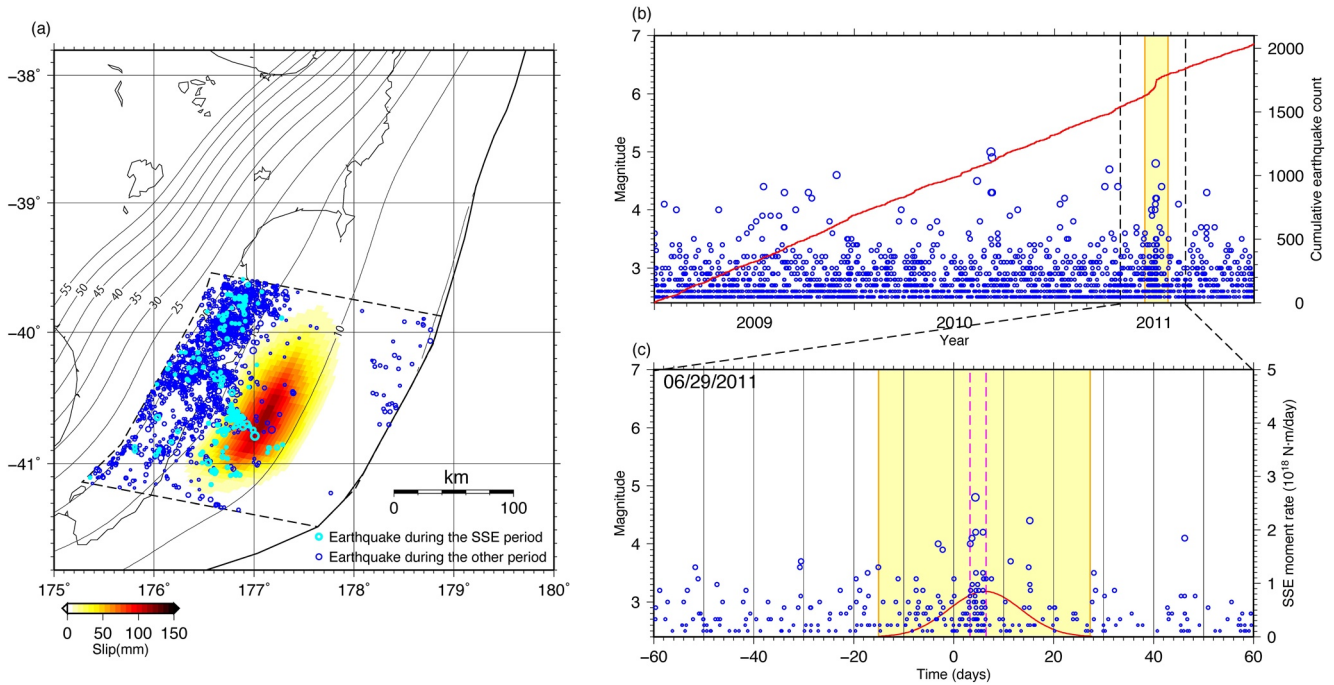 (a)
−38°
−39°
−40°
−41°
55
50
45
40
35
30
25
10
km
0 100
Earthquake during the SSE period
Earthquake during the other period
175° 176° 177° 178° 179° 180°
0 50 100 150
Slip(mm)
(b)
7
6
5
4
3
Magnitude
2000
1500
1000
500
0
Cumulative earthquake count
2009 2010 2011
Year
(c)
06/29/2011
7
6
5
4
3
Magnitude
5
4
3
2
1
0
SSE moment rate (10¹⁸ N·m/day)
−60 −40 −20 0 20 40 60
Time (days)